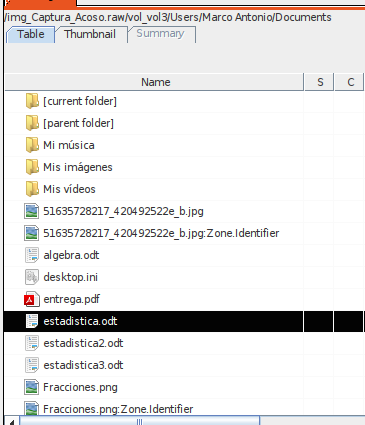 /img_Captura_Acoso.raw/vol_vol3/Users/Marco Antonio/Documents
Table Thumbnail Summary
Name S C
[current folder]
[parent folder]
Mi música
Mis imágenes
Mis vídeos
51635728217_420492522e_b.jpg
51635728217_420492522e_b.jpg:Zone.Identifier
algebra.odt
desktop.ini
entrega.pdf
estadistica.odt
estadistica2.odt
estadistica3.odt
Fracciones.png
Fracciones.png:Zone.Identifier